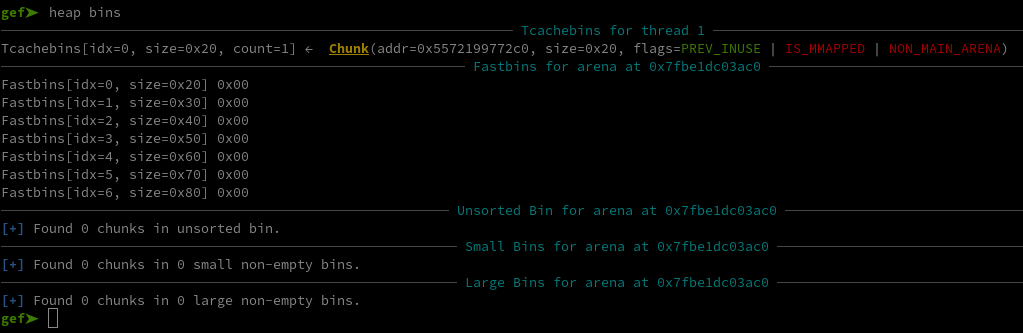 gef➤ heap bins
Tcachebins for thread 1
Tcachebins[idx=0, size=0x20, count=1] ← Chunk(addr=0x5572199772c0, size=0x20, flags=PREV_INUSE | IS_MMAPPED | NON_MAIN_ARENA)
Fastbins for arena at 0x7fbe1dc03ac0
Fastbins[idx=0, size=0x20] 0x00
Fastbins[idx=1, size=0x30] 0x00
Fastbins[idx=2, size=0x40] 0x00
Fastbins[idx=3, size=0x50] 0x00
Fastbins[idx=4, size=0x60] 0x00
Fastbins[idx=5, size=0x70] 0x00
Fastbins[idx=6, size=0x80] 0x00
Unsorted Bin for arena at 0x7fbe1dc03ac0
[+] Found 0 chunks in unsorted bin.
Small Bins for arena at 0x7fbe1dc03ac0
[+] Found 0 chunks in 0 small non-empty bins.
Large Bins for arena at 0x7fbe1dc03ac0
[+] Found 0 chunks in 0 large non-empty bins.
gef➤